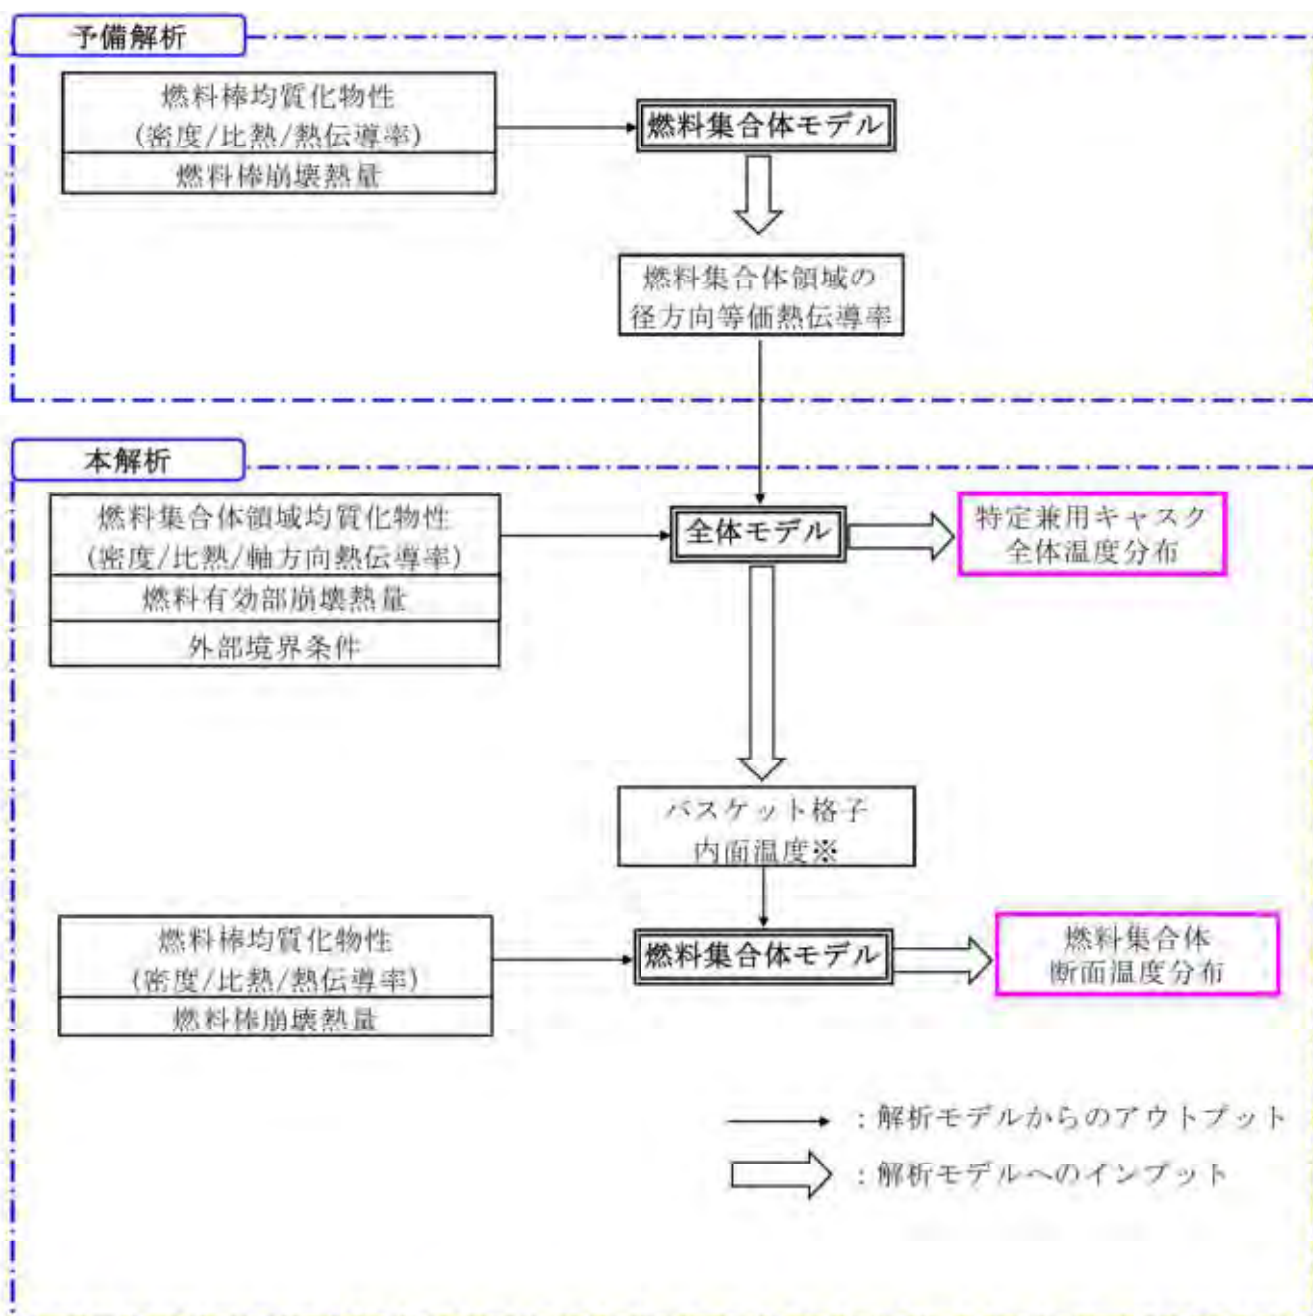 予備解析
燃料棒均質化物性
(密度/比熱/熱伝導率)
燃料棒崩壊熱量
燃料集合体モデル
燃料集合体領域の
径方向等価熱伝導率
本解析
燃料集合体領域均質化物性
(密度/比熱/軸方向熱伝導率)
燃料有効部崩壊熱量
外部境界条件
全体モデル
特定兼用キャスク
全体温度分布
バスケット格子
内面温度※
燃料棒均質化物性
(密度/比熱/熱伝導率)
燃料棒崩壊熱量
燃料集合体モデル
燃料集合体
断面温度分布
:解析モデルからのアウトプット
:解析モデルへのインプット